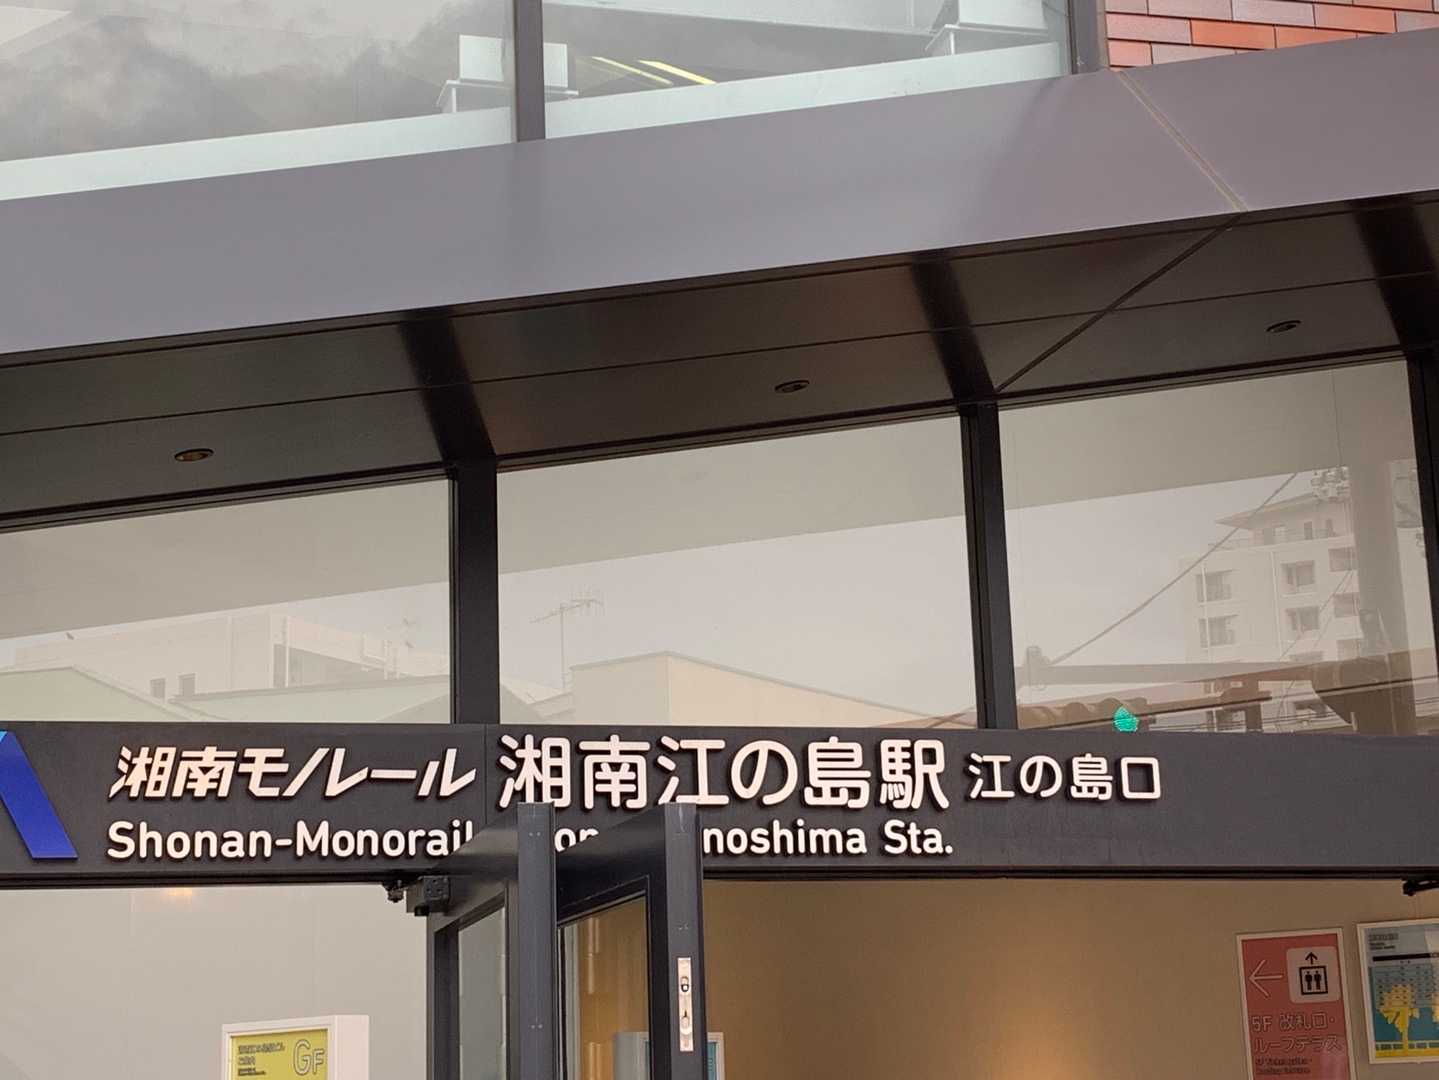 湘南モノレール 湘南江の島駅 江の島口
Shonan-Monorail noshima Sta.
GF
5F 改札口・
ルーフテラス